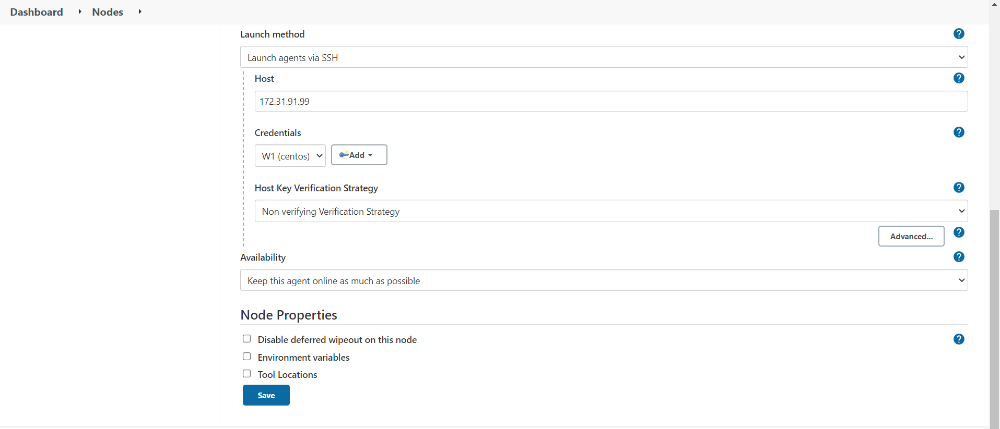 Dashboard Nodes
Launch method
Launch agents via SSH
Host
172.31.91.99
Credentials
W1 (centos) Add
Host Key Verification Strategy
Non verifying Verification Strategy
Advanced...
Availability
Keep this agent online as much as possible
Node Properties
Disable deferred wipeout on this node
Environment variables
Tool Locations
Save